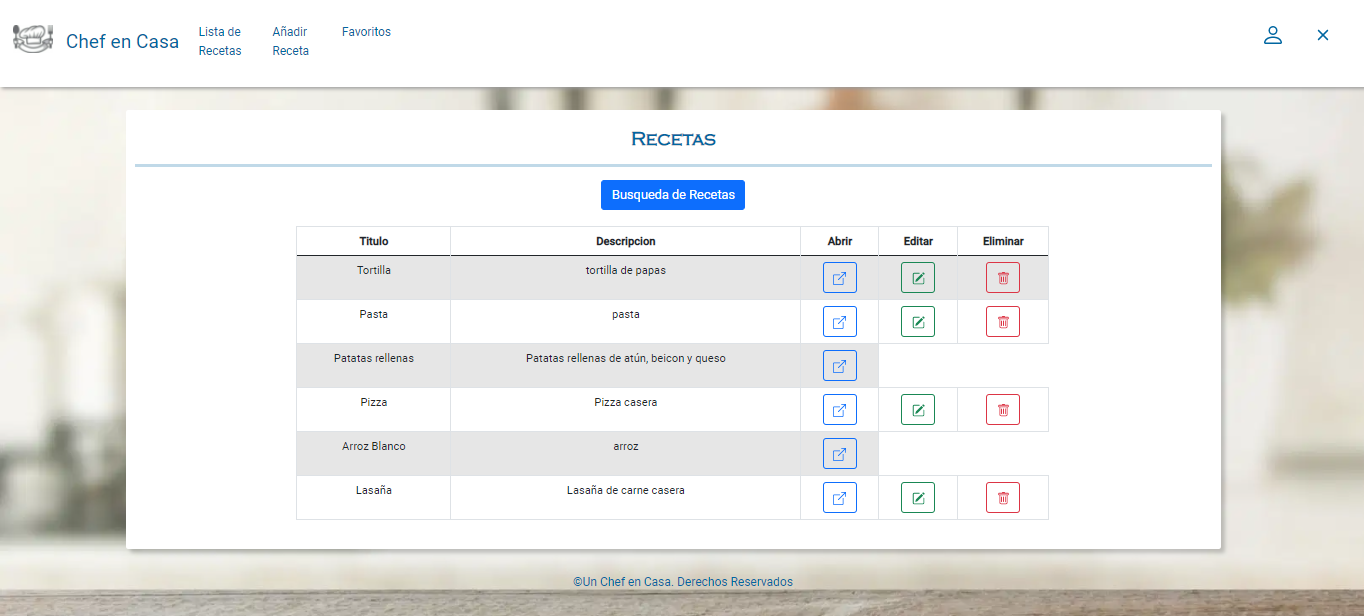 Chef en Casa
Lista de
Recetas
Añadir
Receta
Favoritos
Recetas
Busqueda de Recetas
Titulo Descripcion Abrir Editar Eliminar
Tortilla tortilla de papas
Pasta pasta
Patatas rellenas Patatas rellenas de atún, beicon y queso
Pizza Pizza casera
Arroz Blanco arroz
Lasaña Lasaña de carne casera
©Un Chef en Casa. Derechos Reservados